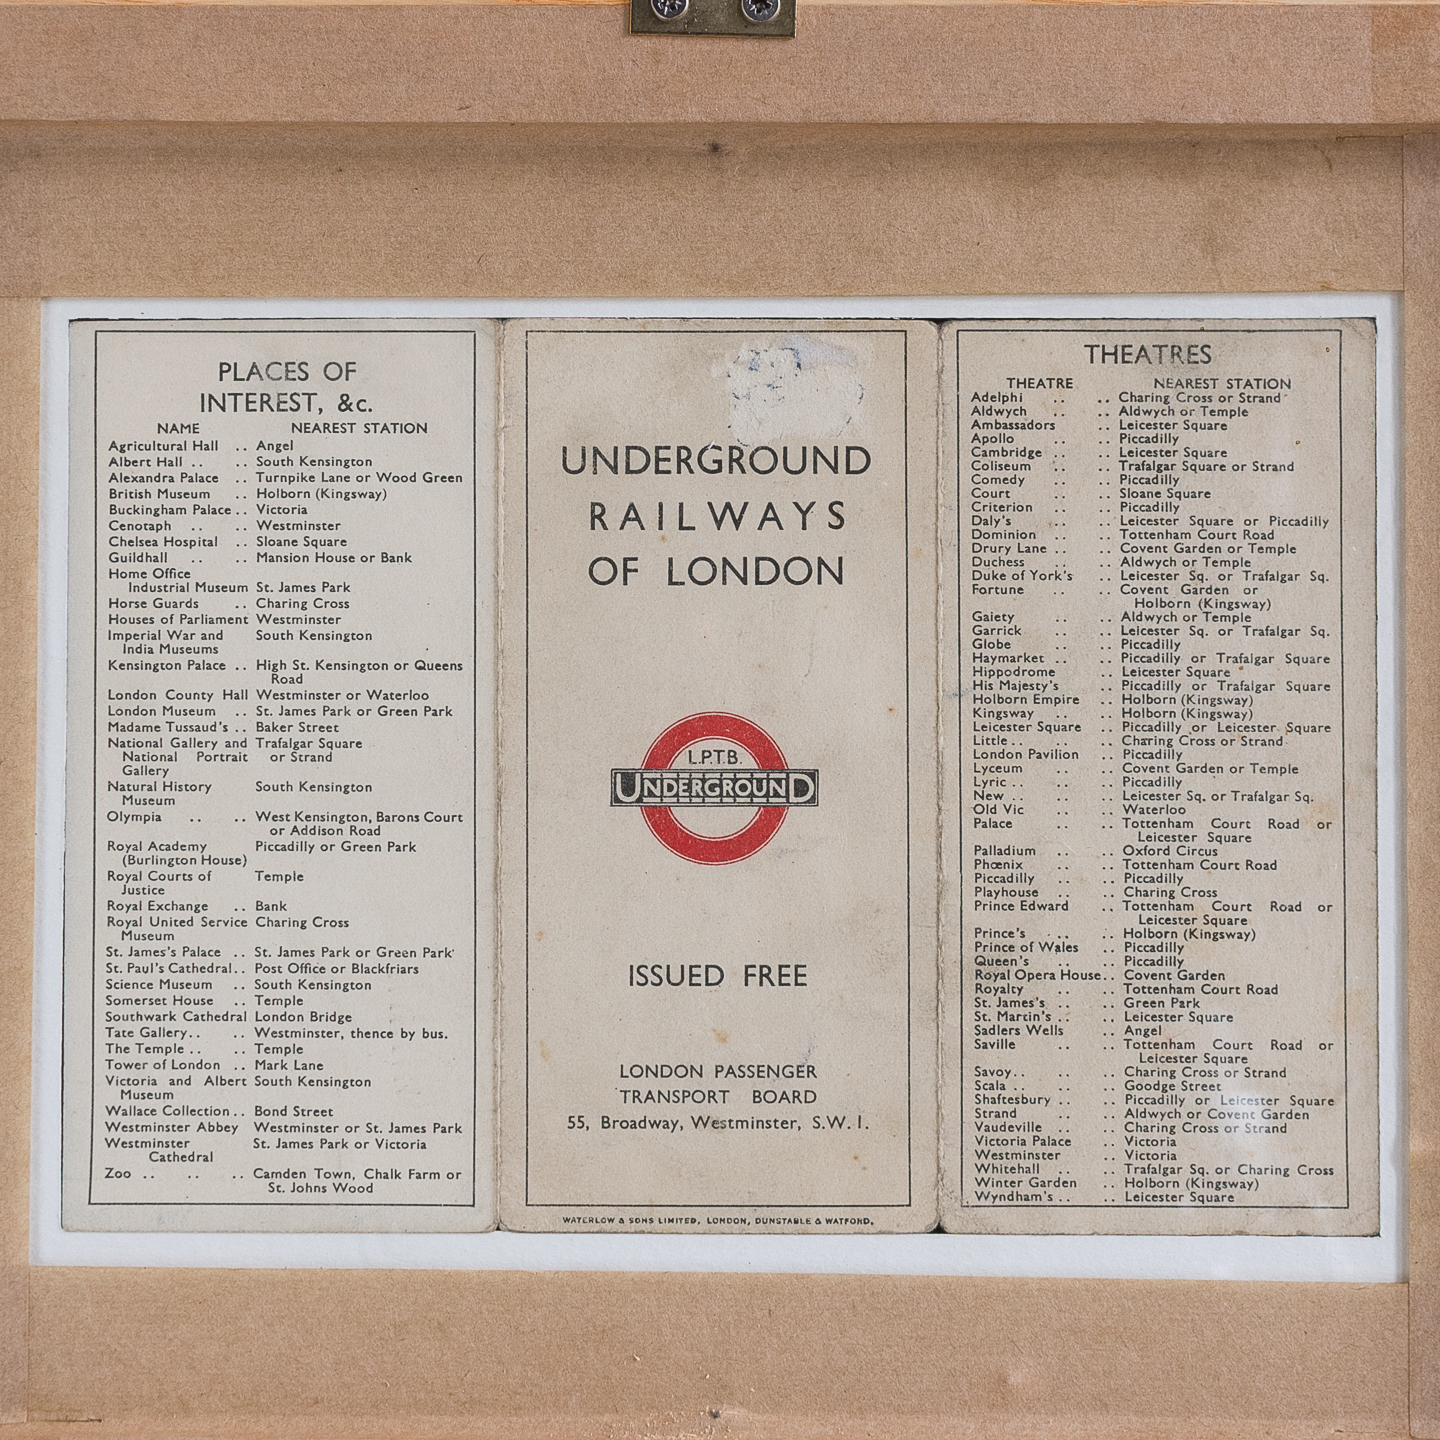 PLACES OF
INTEREST, &c.
NAME NEAREST STATION
Agricultural Hall .. Angel
Albert Hall .. .. South Kensington
Alexandra Palace .. Turnpike Lane or Wood Green
British Museum .. Holborn (Kingsway)
Buckingham Palace .. Victoria
Cenotaph .. .. Westminster
Chelsea Hospital .. Sloane Square
Guildhall .. .. Mansion House or Bank
Home Office
Industrial Museum St. James Park
Horse Guards .. Charing Cross
Houses of Parliament Westminster
Imperial War and South Kensington
India Museums
Kensington Palace .. High St. Kensington or Queens
Road
London County Hall Westminster or Waterloo
London Museum .. St. James Park or Green Park
Madame Tussaud's .. Baker Street
National Gallery and Trafalgar Square
National Portrait or Strand
Gallery
Natural History South Kensington
Museum
Olympia .. .. West Kensington, Barons Court
or Addison Road
Royal Academy Piccadilly or Green Park
(Burlington House)
Royal Courts of Temple
Justice
Royal Exchange .. Bank
Royal United Service Charing Cross
Museum
St. James's Palace .. St. James Park or Green Park
St. Paul's Cathedral .. Post Office or Blackfriars
Science Museum .. South Kensington
Somerset House .. Temple
Southwark Cathedral London Bridge
Tate Gallery .. .. Westminster, thence by bus.
The Temple .. .. Temple
Tower of London .. Mark Lane
Victoria and Albert South Kensington
Museum
Wallace Collection .. Bond Street
Westminster Abbey Westminster or St. James Park
Westminster St. James Park or Victoria
Cathedral
Zoo .. .. .. Camden Town, Chalk Farm or
St. Johns Wood
UNDERGROUND
RAILWAYS
OF LONDON
L.P.T.B.
UNDERGROUND
ISSUED FREE
LONDON PASSENGER
TRANSPORT BOARD
55, Broadway, Westminster, S.W.1.
WATERLOW & SONS LIMITED, LONDON, DUNSTABLE & WATFORD.
THEATRES
THEATRE NEAREST STATION
Adelphi .. .. Charing Cross or Strand
Aldwych .. .. Aldwych or Temple
Ambassadors .. Leicester Square
Apollo .. .. Piccadilly
Cambridge .. .. Leicester Square
Coliseum .. .. Trafalgar Square or Strand
Comedy .. .. Piccadilly
Court .. .. Sloane Square
Criterion .. .. Piccadilly
Daly's .. .. Leicester Square or Piccadilly
Dominion .. .. Tottenham Court Road
Drury Lane .. .. Covent Garden or Temple
Duchess .. .. Aldwych or Temple
Duke of York's .. Leicester Sq. or Trafalgar Sq.
Fortune .. .. Covent Garden or
Holborn (Kingsway)
Gaiety .. .. Aldwych or Temple
Garrick .. .. Leicester Sq. or Trafalgar Sq.
Globe .. .. Piccadilly
Haymarket .. .. Piccadilly or Trafalgar Square
Hippodrome .. Leicester Square
His Majesty's .. Piccadilly or Trafalgar Square
Holborn Empire .. Holborn (Kingsway)
Kingsway .. .. Holborn (Kingsway)
Leicester Square .. Piccadilly or Leicester Square
Little .. .. .. Charing Cross or Strand
London Pavilion .. Piccadilly
Lyceum .. .. Covent Garden or Temple
Lyric .. .. .. Piccadilly
New .. .. .. Leicester Sq. or Trafalgar Sq.
Old Vic .. .. Waterloo
Palace .. .. Tottenham Court Road or
Leicester Square
Palladium .. .. Oxford Circus
Phœnix .. .. Tottenham Court Road
Piccadilly .. .. Piccadilly
Playhouse .. .. Charing Cross
Prince Edward .. Tottenham Court Road or
Leicester Square
Prince's .. .. Holborn (Kingsway)
Prince of Wales .. Piccadilly
Queen's .. .. Piccadilly
Royal Opera House .. Covent Garden
Royalty .. .. Tottenham Court Road
St. James's .. .. Green Park
St. Martin's .. .. Leicester Square
Sadlers Wells .. Angel
Saville .. .. Tottenham Court Road or
Leicester Square
Savoy .. .. .. Charing Cross or Strand
Scala .. .. .. Goodge Street
Shaftesbury .. .. Piccadilly or Leicester Square
Strand .. .. Aldwych or Covent Garden
Vaudeville .. .. Charing Cross or Strand
Victoria Palace .. Victoria
Westminster .. Victoria
Whitehall .. .. Trafalgar Sq. or Charing Cross
Winter Garden .. Holborn (Kingsway)
Wyndham's .. .. Leicester Square